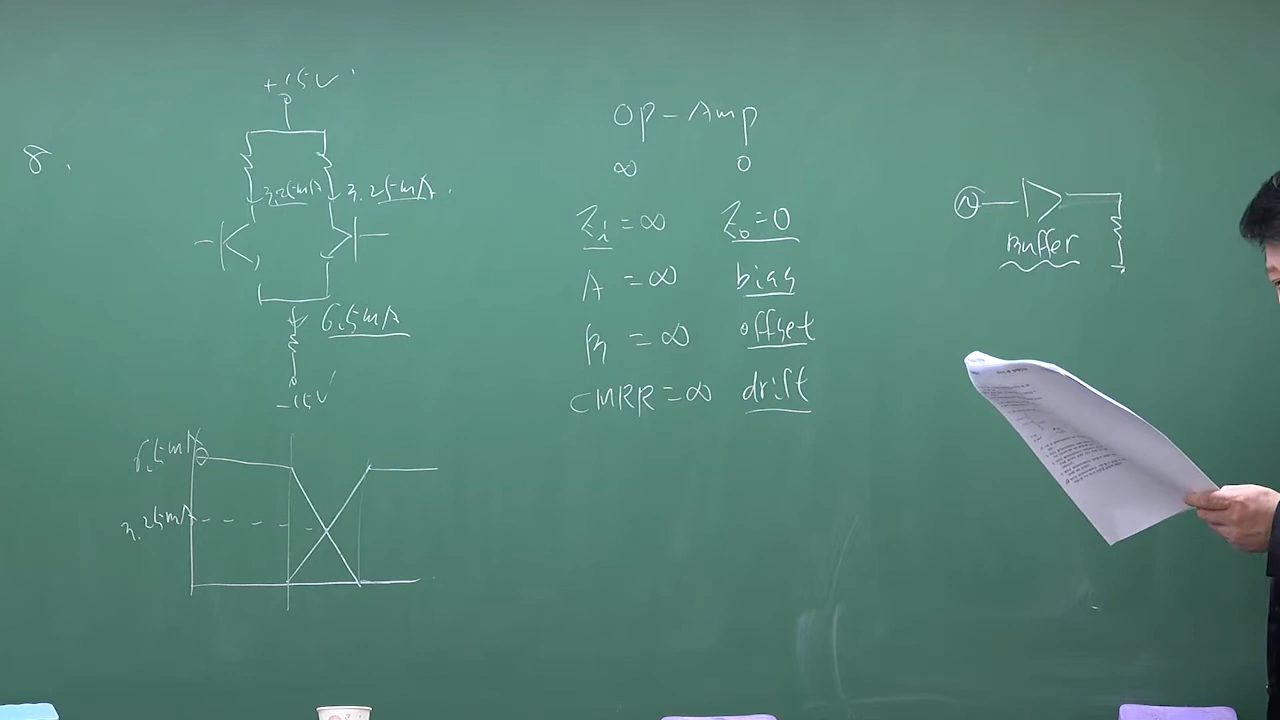 8.
+15V
3.25mA 3.25mA
6.5mA
-15V
6.5mA
3.25mA
Op-Amp
∞ 0
Zi=∞ Zo=0
A=∞ bias
B=∞ offset
CMRR=∞ drift
Buffer